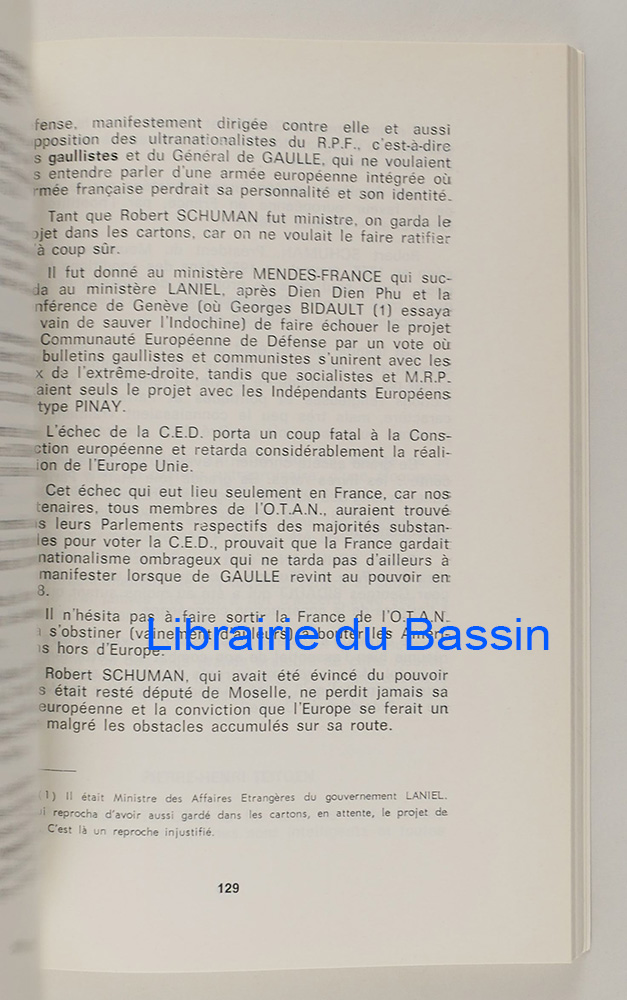 fense, manifestement dirigée contre elle et aussi
pposition des ultranationalistes du R.P.F., c'est-à-dire
s gaullistes et du Général de GAULLE, qui ne voulaient
s entendre parler d'une armée européenne intégrée où
rmée française perdrait sa personnalité et son identité.
Tant que Robert SCHUMAN fut ministre, on garda le
ojet dans les cartons, car on ne voulait le faire ratifier
'à coup sûr.
Il fut donné au ministère MENDES-FRANCE qui suc-
da au ministère LANIEL, après Dien Dien Phu et la
nférence de Genève (où Georges BIDAULT (1) essaya
vain de sauver l'Indochine) de faire échouer le projet
Communauté Européenne de Défense par un vote où
bulletins gaullistes et communistes s'unirent avec les
x de l'extrême-droite, tandis que socialistes et M.R.P.
aient seuls le projet avec les Indépendants Européens
type PINAY.
L'échec de la C.E.D. porta un coup fatal à la Cons-
ction européenne et retarda considérablement la réali-
ion de l'Europe Unie.
Cet échec qui eut lieu seulement en France, car nos
tenaires, tous membres de l'O.T.A.N., auraient trouvé
s leurs Parlements respectifs des majorités substan-
les pour voter la C.E.D., prouvait que la France gardait
nationalisme ombrageux qui ne tarda pas d'ailleurs à
manifester lorsque de GAULLE revint au pouvoir en
8.
Il n'hésita pas à faire sortir la France de l'O.T.A.N.
s'obstiner (vainement d'ailleurs) à bouter les Améri-
s hors d'Europe.
Librairie du Bassin
Robert SCHUMAN, qui avait été évincé du pouvoir
s était resté député de Moselle, ne perdit jamais sa
européenne et la conviction que l'Europe se ferait un
malgré les obstacles accumulés sur sa route.
(1) Il était Ministre des Affaires Etrangères du gouvernement LANIEL.
i reprocha d'avoir aussi gardé dans les cartons, en attente, le projet de
C'est là un reproche injustifié.
129